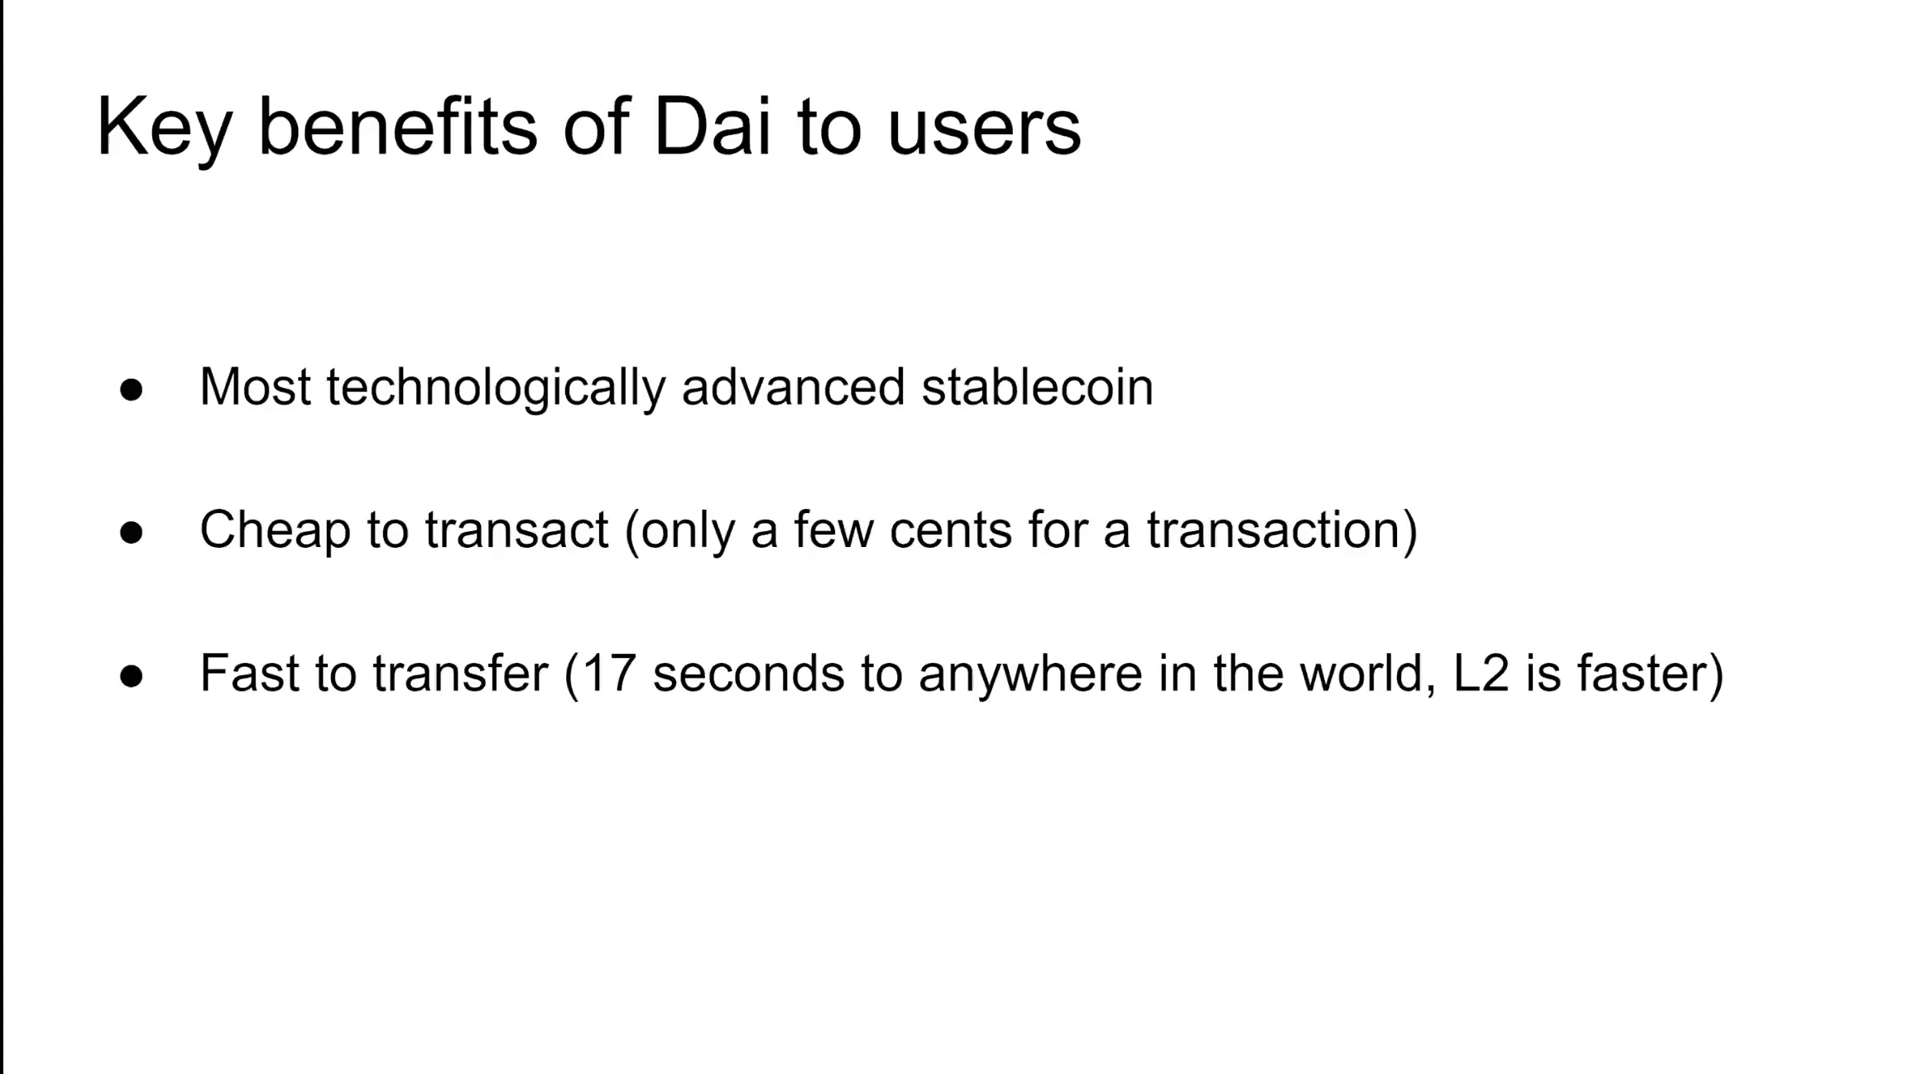 Key benefits of Dai to users
● Most technologically advanced stablecoin
● Cheap to transact (only a few cents for a transaction)
● Fast to transfer (17 seconds to anywhere in the world, L2 is faster)